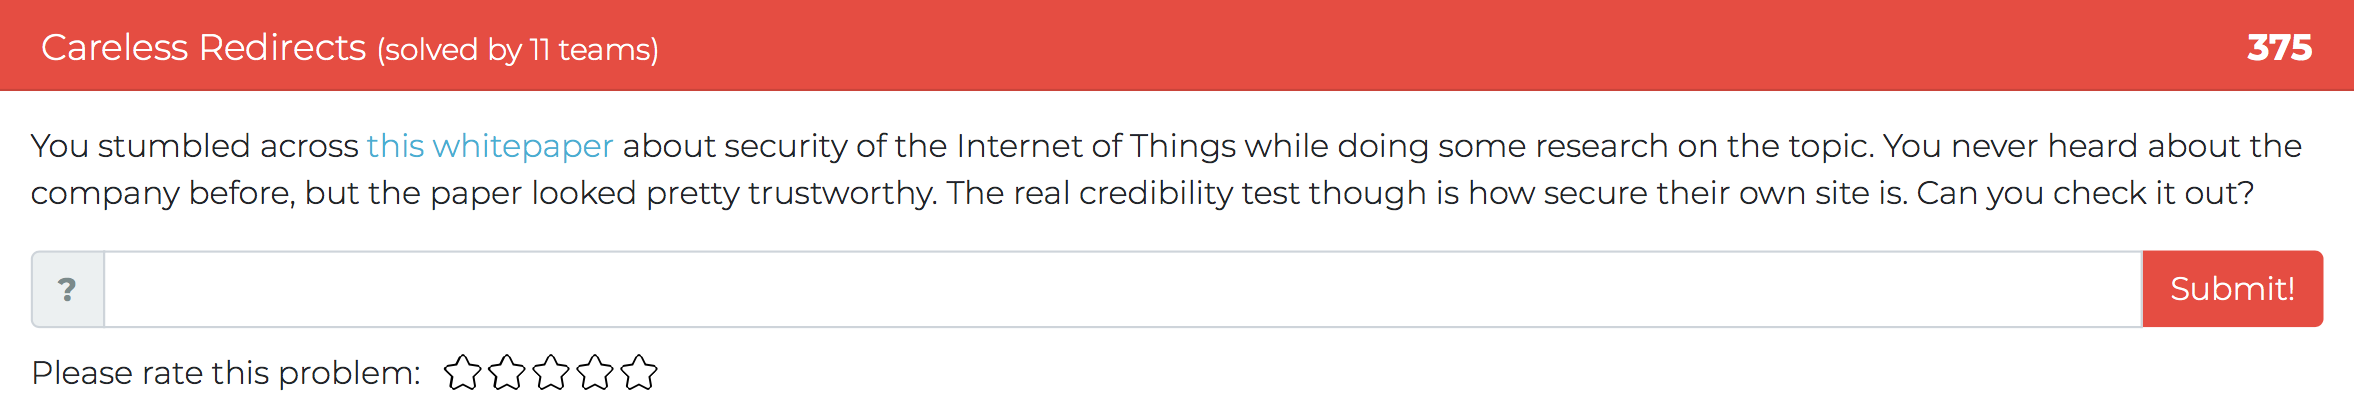 Careless Redirects (solved by 11 teams) 375
You stumbled across this whitepaper about security of the Internet of Things while doing some research on the topic. You never heard about the
company before, but the paper looked pretty trustworthy. The real credibility test though is how secure their own site is. Can you check it out?
? Submit!
Please rate this problem: